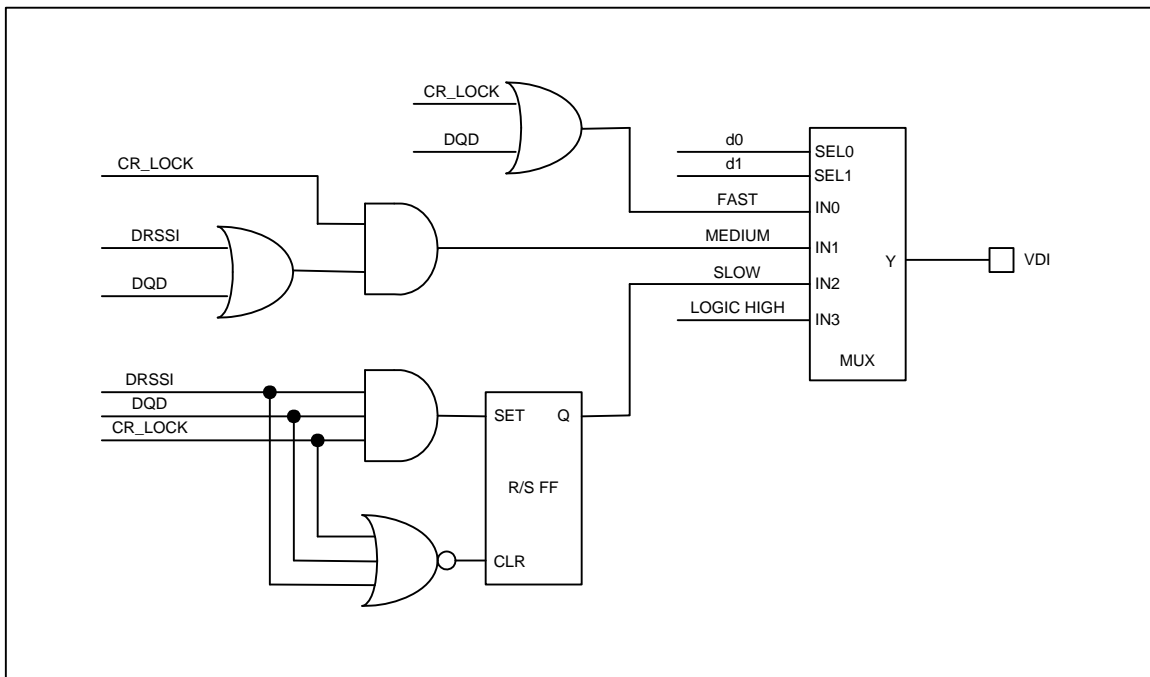 CR_LOCK
DQD
CR_LOCK
DRSSI
DQD
d0
d1
FAST
MEDIUM
SLOW
LOGIC HIGH
SEL0
SEL1
IN0
IN1
IN2
IN3
Y
MUX
VDI
DRSSI
DQD
CR_LOCK
SET
Q
R/S FF
CLR